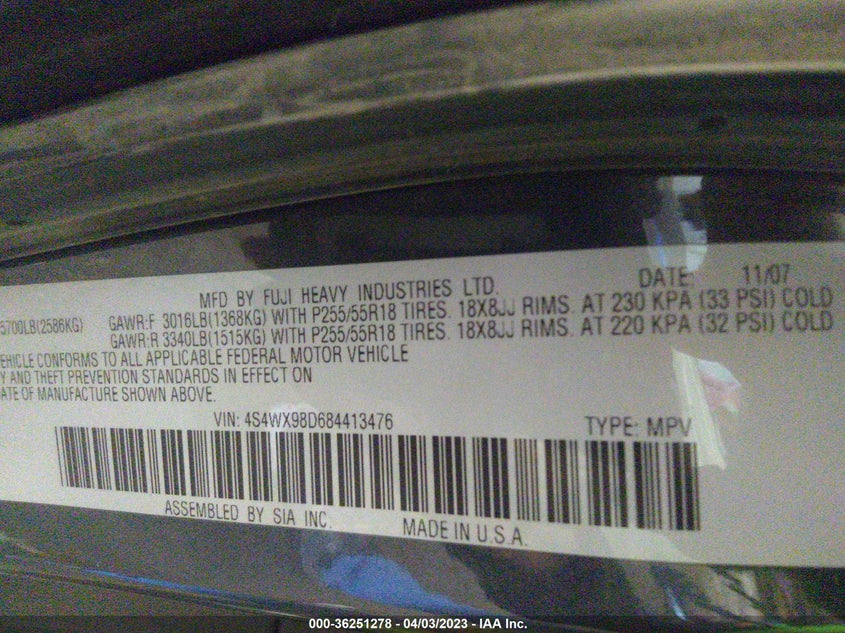 MFD BY FUJI HEAVY INDUSTRIES LTD. DATE: 11/07
5700LB(2586KG) GAWR:F 3016LB(1368KG) WITH P255/55R18 TIRES. 18X8JJ RIMS. AT 230 KPA (33 PSI) COLD
GAWR:R 3340LB(1515KG) WITH P255/55R18 TIRES. 18X8JJ RIMS. AT 220 KPA (32 PSI) COLD
VEHICLE CONFORMS TO ALL APPLICABLE FEDERAL MOTOR VEHICLE
Y AND THEFT PREVENTION STANDARDS IN EFFECT ON
ATE OF MANUFACTURE SHOWN ABOVE.
VIN: 4S4WX98D684413476 TYPE: MPV
ASSEMBLED BY SIA INC. MADE IN U.S.A.
000-36251278 - 04/03/2023 - IAA Inc.